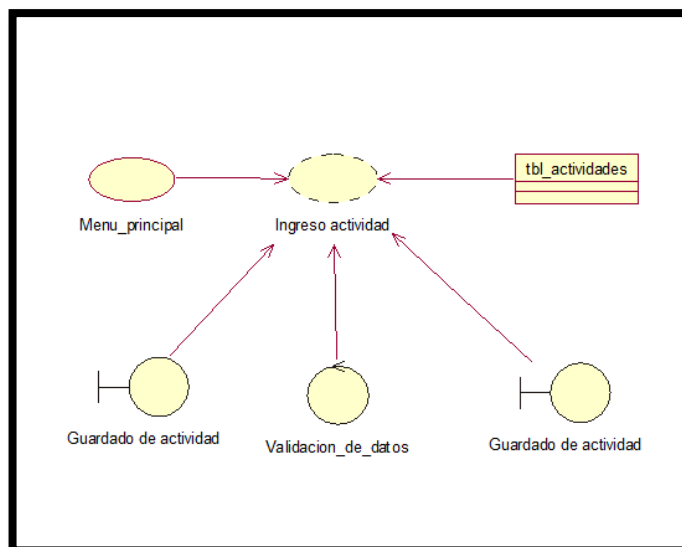 tbl_actividades
Menu_principal
Ingreso actividad
Guardado de actividad
Validacion_de_datos
Guardado de actividad